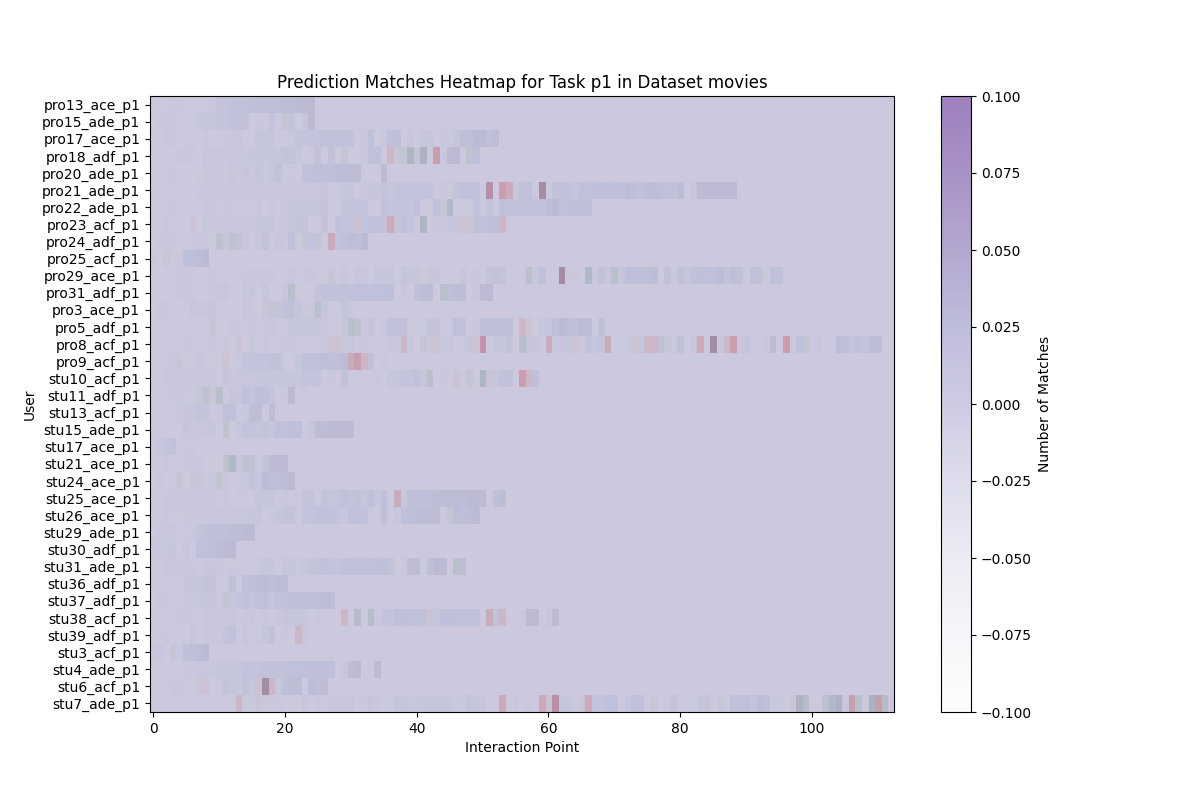 Prediction Matches Heatmap for Task p1 in Dataset movies
User
pro13_ace_p1
pro15_ade_p1
pro17_ace_p1
pro18_adf_p1
pro20_ade_p1
pro21_ade_p1
pro22_ade_p1
pro23_acf_p1
pro24_adf_p1
pro25_acf_p1
pro29_ace_p1
pro31_adf_p1
pro3_ace_p1
pro5_adf_p1
pro8_acf_p1
pro9_acf_p1
stu10_acf_p1
stu11_adf_p1
stu13_acf_p1
stu15_ade_p1
stu17_ace_p1
stu21_ace_p1
stu24_ace_p1
stu25_ace_p1
stu26_ace_p1
stu29_ade_p1
stu30_adf_p1
stu31_ade_p1
stu36_adf_p1
stu37_adf_p1
stu38_acf_p1
stu39_adf_p1
stu3_acf_p1
stu4_ade_p1
stu6_acf_p1
stu7_ade_p1
0 20 40 60 80 100
Interaction Point
0.100
0.075
0.050
0.025
0.000
−0.025
−0.050
−0.075
−0.100
Number of Matches